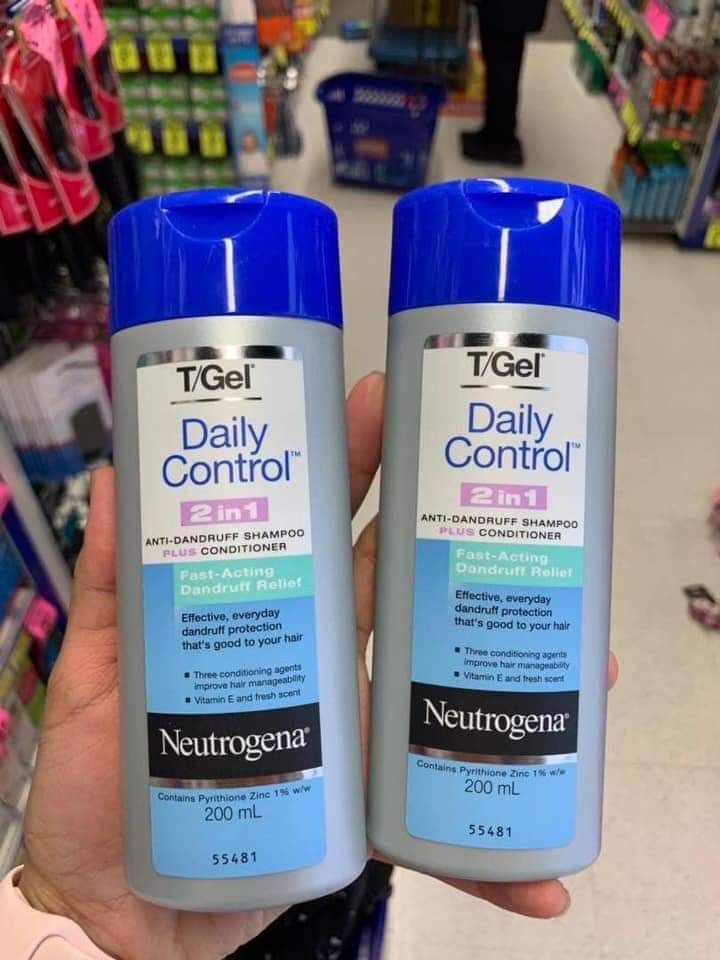 T/Gel®
Daily
Control™
2 in 1
ANTI-DANDRUFF SHAMPOO
PLUS CONDITIONER
Fast-Acting
Dandruff Relief
Effective, everyday
dandruff protection
that's good to your hair
▪ Three conditioning agents
improve hair manageability
▪ Vitamin E and fresh scent
Neutrogena®
Contains Pyrithione Zinc 1% w/w
200 mL
55481
T/Gel®
Daily
Control™
2 in 1
ANTI-DANDRUFF SHAMPOO
PLUS CONDITIONER
Fast-Acting
Dandruff Relief
Effective, everyday
dandruff protection
that's good to your hair
▪ Three conditioning agents
improve hair manageability
▪ Vitamin E and fresh scent
Neutrogena®
Contains Pyrithione Zinc 1% w/w
200 mL
55481